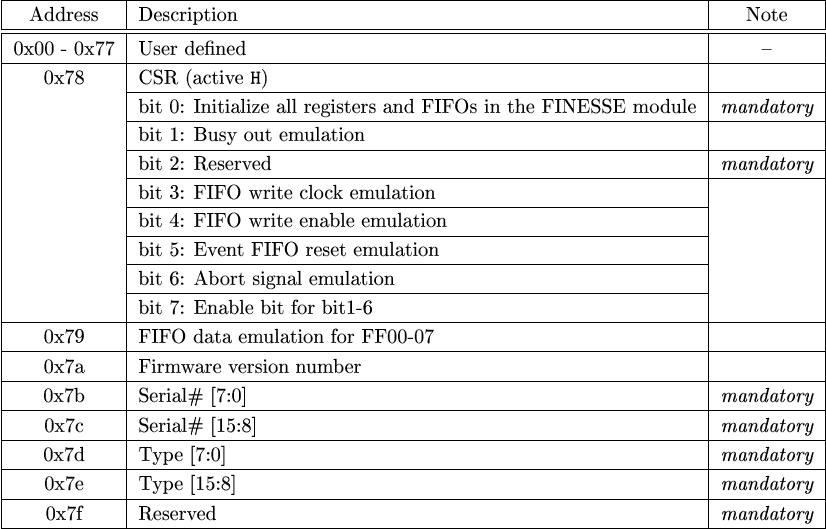 Address Description Note
0x00 - 0x77 User defined –
0x78 CSR (active H)
bit 0: Initialize all registers and FIFOs in the FINESSE module mandatory
bit 1: Busy out emulation
bit 2: Reserved mandatory
bit 3: FIFO write clock emulation
bit 4: FIFO write enable emulation
bit 5: Event FIFO reset emulation
bit 6: Abort signal emulation
bit 7: Enable bit for bit1-6
0x79 FIFO data emulation for FF00-07
0x7a Firmware version number
0x7b Serial# [7:0] mandatory
0x7c Serial# [15:8] mandatory
0x7d Type [7:0] mandatory
0x7e Type [15:8] mandatory
0x7f Reserved mandatory